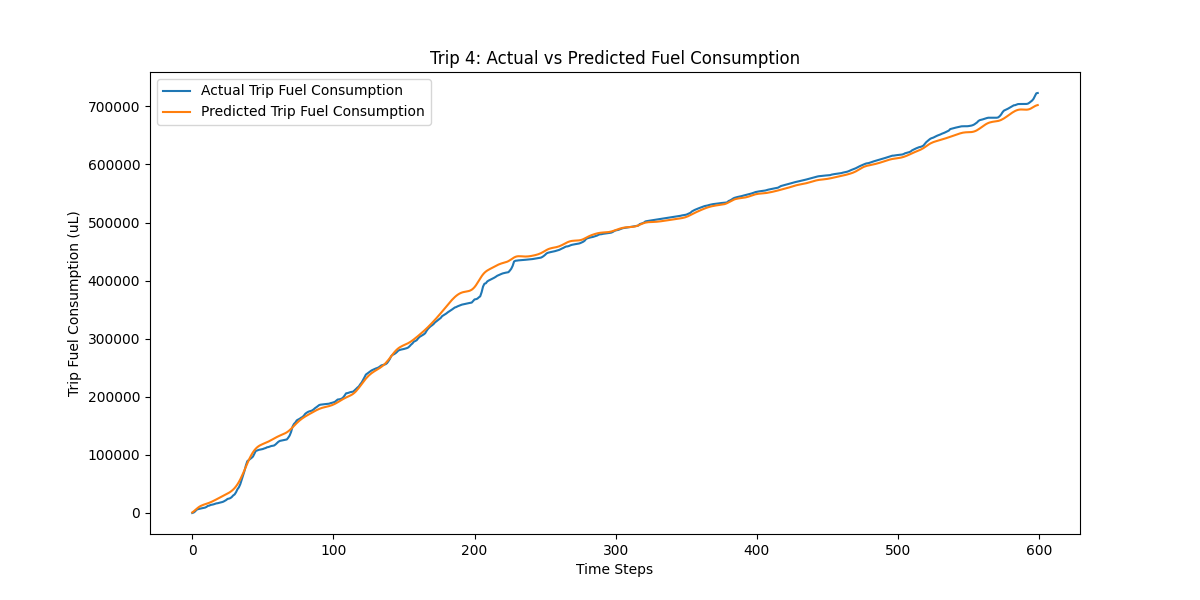 Trip 4: Actual vs Predicted Fuel Consumption
Actual Trip Fuel Consumption
Predicted Trip Fuel Consumption
Trip Fuel Consumption (uL)
700000
600000
500000
400000
300000
200000
100000
0
0 100 200 300 400 500 600
Time Steps